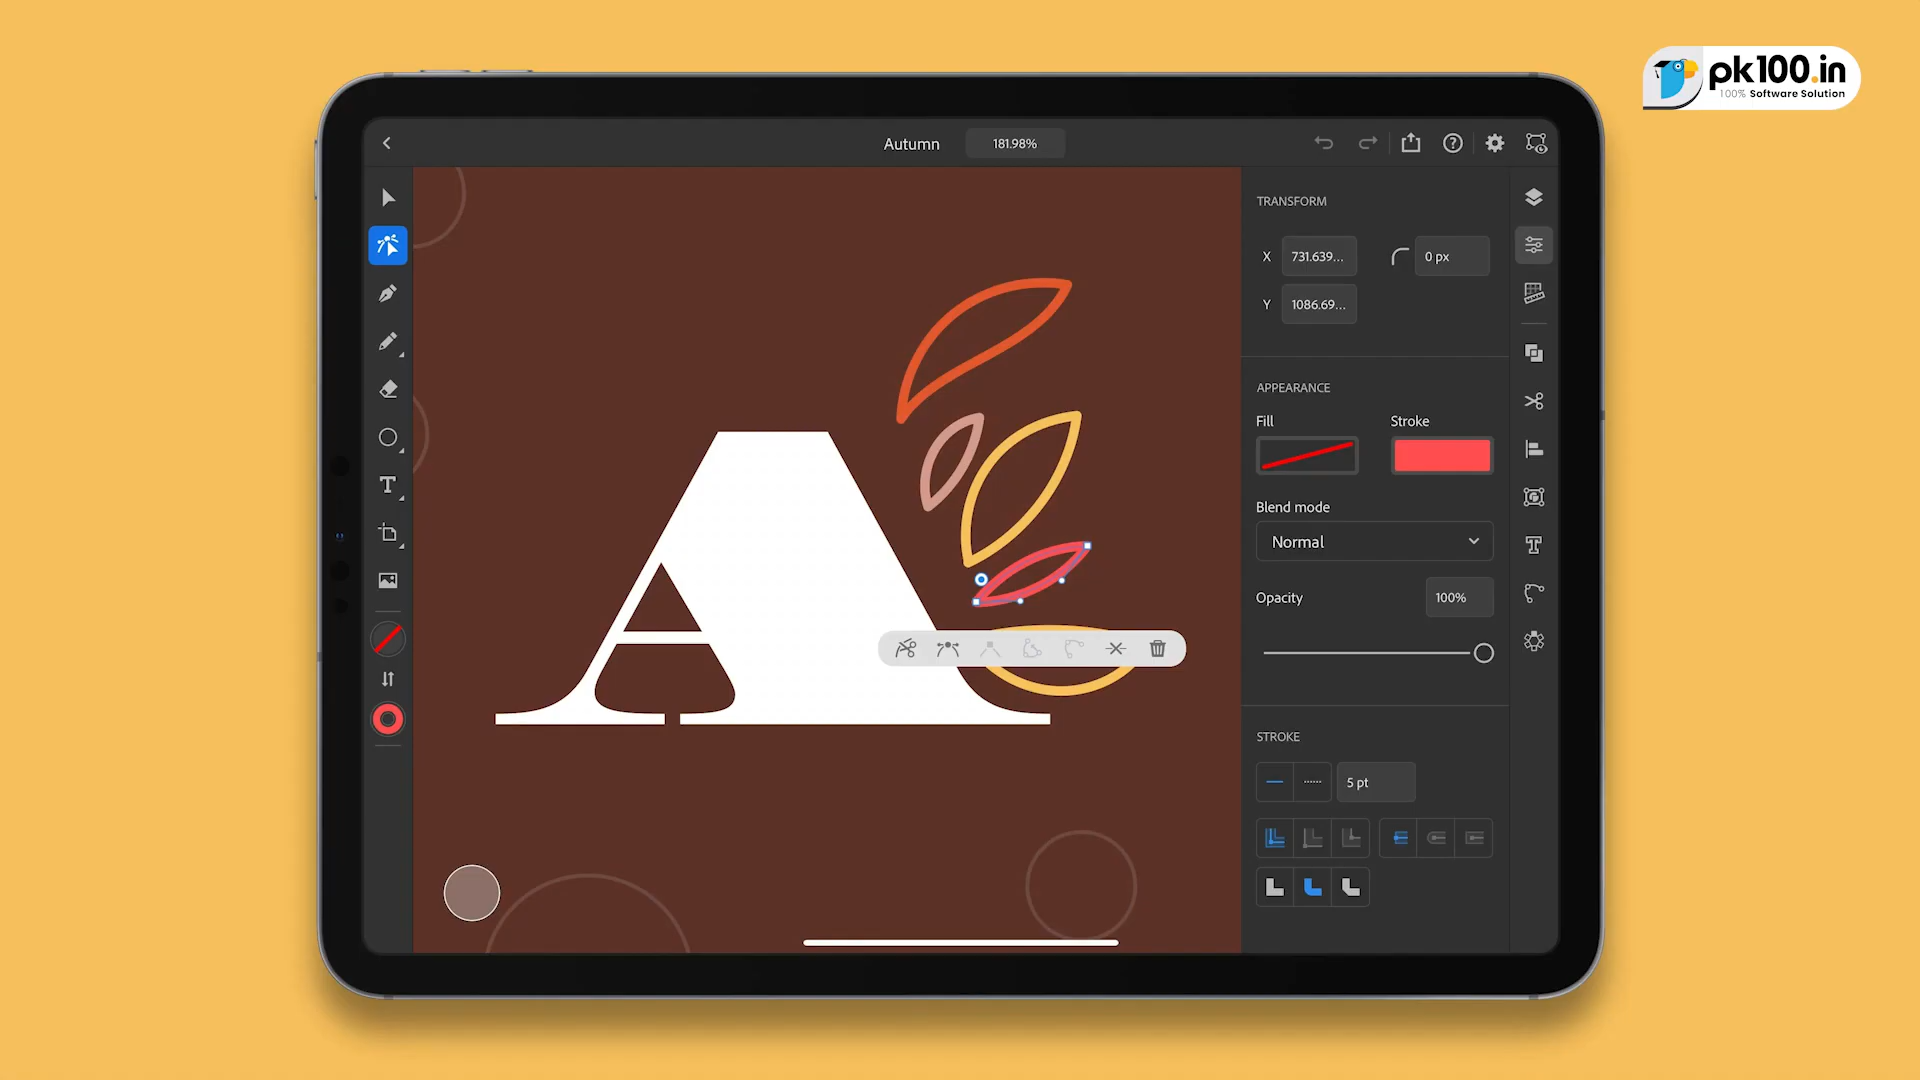 pk100.in
100% Software Solution
Autumn
181.98%
TRANSFORM
X 731.639...
0 px
Y 1086.69...
APPEARANCE
Fill
Stroke
Blend mode
Normal
Opacity
100%
STROKE
5 pt
T
A